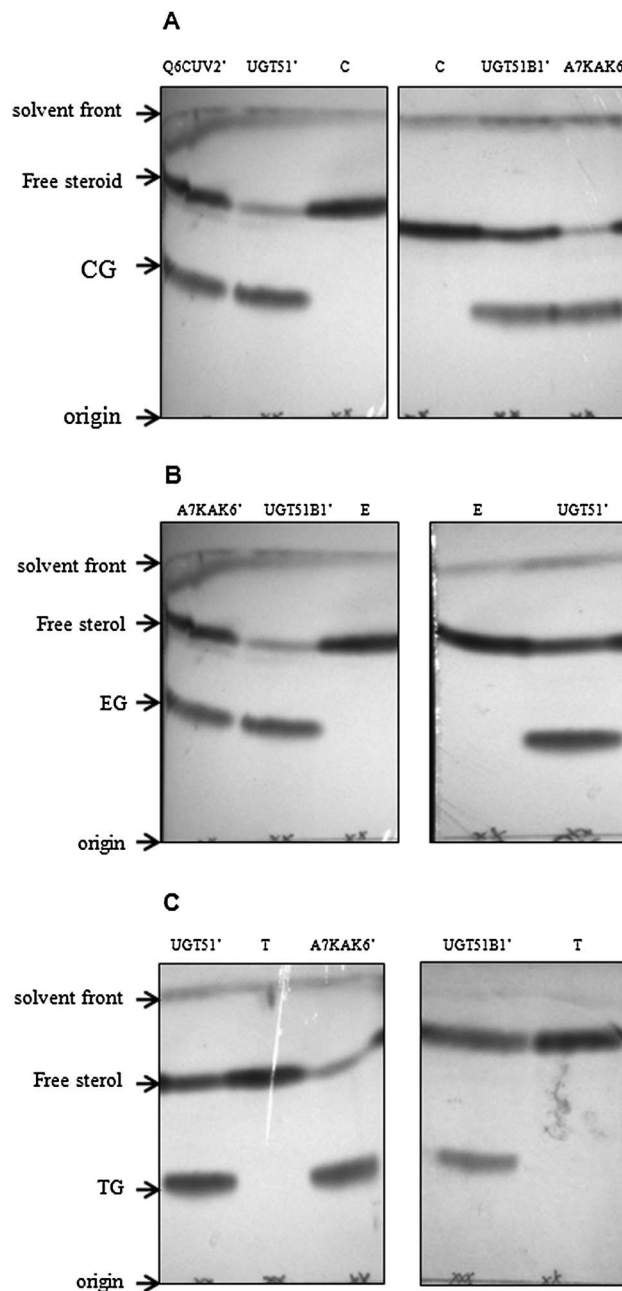 A
Q6CUV2' UGT51' C C UGT51B1' A7KAK6'
solvent front
Free steroid
CG
origin
B
A7KAK6' UGT51B1' E E UGT51'
solvent front
Free sterol
EG
origin
C
UGT51' T A7KAK6' UGT51B1' T
solvent front
Free sterol
TG
origin